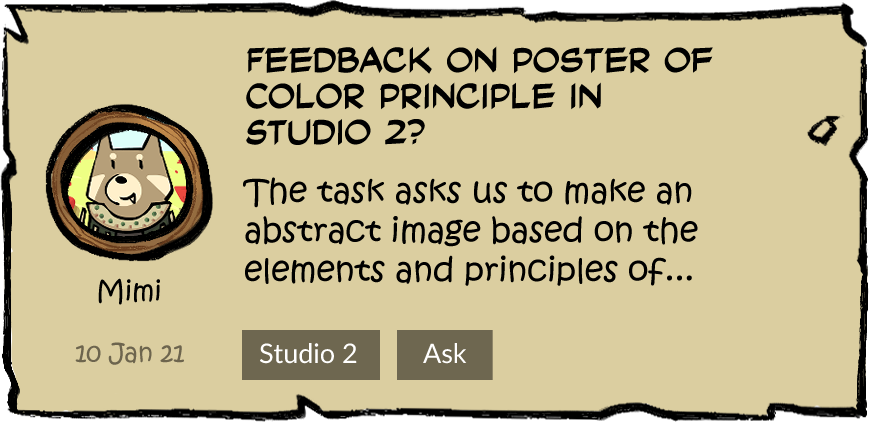 FEEDBACK ON POSTER OF
COLOR PRINCIPLE IN
STUDIO 2?
The task asks us to make an
abstract image based on the
elements and principles of...
Mimi
10 Jan 21
Studio 2
Ask